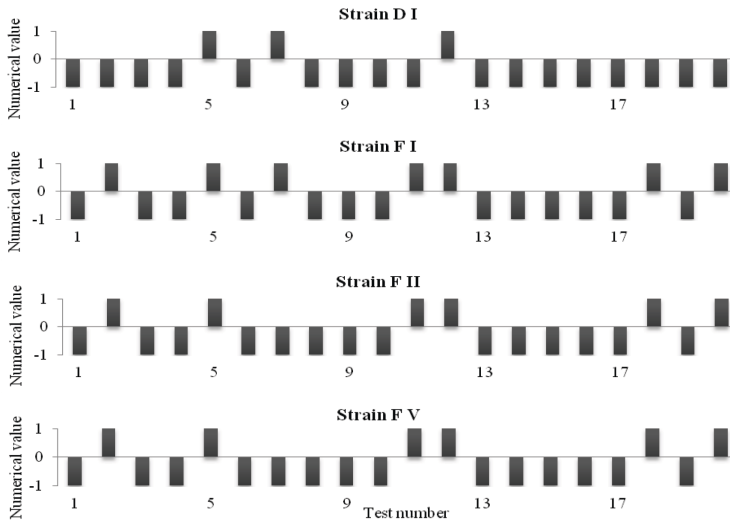 Strain D I
Numerical value
1
0
-1
1 5 9 13 17
Strain F I
Numerical value
1
0
-1
1 5 9 13 17
Strain F II
Numerical value
1
0
-1
1 5 9 13 17
Strain F V
Numerical value
1
0
-1
1 5 9 13 17
Test number